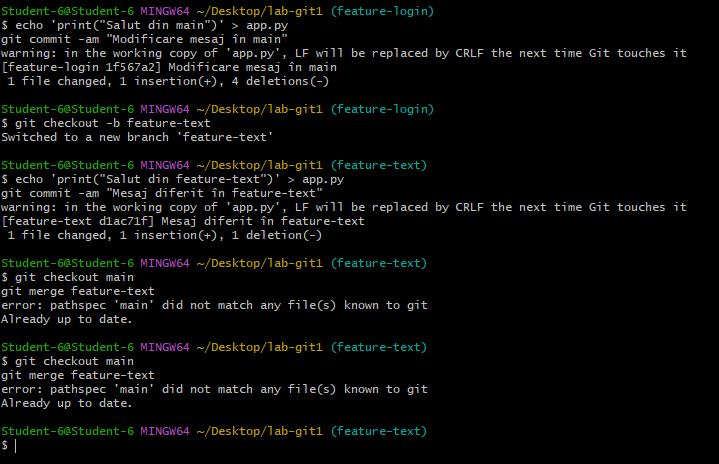 Student-6@Student-6 MINGW64 ~/Desktop/lab-git1 (feature-login)
$ echo 'print("Salut din main")' > app.py
git commit -am "Modificare mesaj în main"
warning: in the working copy of 'app.py', LF will be replaced by CRLF the next time Git touches it
[feature-login 1f567a2] Modificare mesaj în main
 1 file changed, 1 insertion(+), 4 deletions(-)
Student-6@Student-6 MINGW64 ~/Desktop/lab-git1 (feature-login)
$ git checkout -b feature-text
Switched to a new branch 'feature-text'
Student-6@Student-6 MINGW64 ~/Desktop/lab-git1 (feature-text)
$ echo 'print("Salut din feature-text")' > app.py
git commit -am "Mesaj diferit în feature-text"
warning: in the working copy of 'app.py', LF will be replaced by CRLF the next time Git touches it
[feature-text d1ac71f] Mesaj diferit în feature-text
 1 file changed, 1 insertion(+), 1 deletion(-)
Student-6@Student-6 MINGW64 ~/Desktop/lab-git1 (feature-text)
$ git checkout main
git merge feature-text
error: pathspec 'main' did not match any file(s) known to git
Already up to date.
Student-6@Student-6 MINGW64 ~/Desktop/lab-git1 (feature-text)
$ git checkout main
git merge feature-text
error: pathspec 'main' did not match any file(s) known to git
Already up to date.
Student-6@Student-6 MINGW64 ~/Desktop/lab-git1 (feature-text)
$